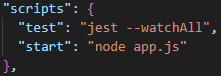 "scripts": {
"test": "jest --watchAll",
"start": "node app.js"
},